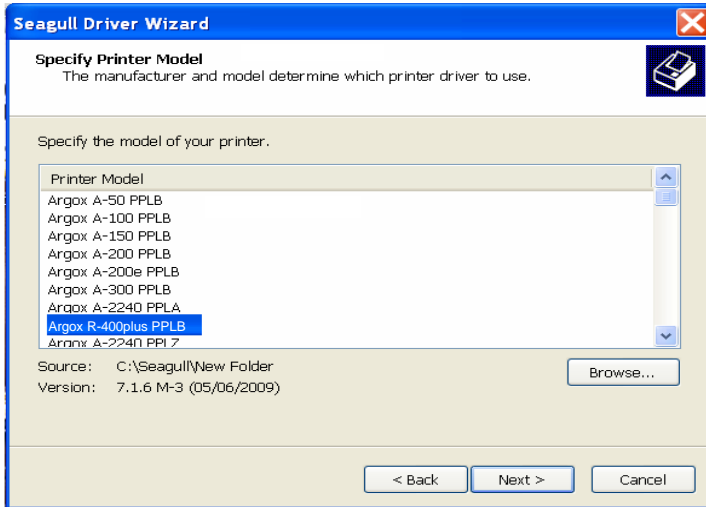 Seagull Driver Wizard
Specify Printer Model
The manufacturer and model determine which printer driver to use.
Specify the model of your printer.
Printer Model
Argox A-50 PPLB
Argox A-100 PPLB
Argox A-150 PPLB
Argox A-200 PPLB
Argox A-200e PPLB
Argox A-300 PPLB
Argox A-2240 PPLA
Argox R-400plus PPLB
Argox A-2240 PPLZ
Source: C:\Seagull\New Folder
Browse...
Version: 7.1.6 M-3 (05/06/2009)
< Back Next > Cancel